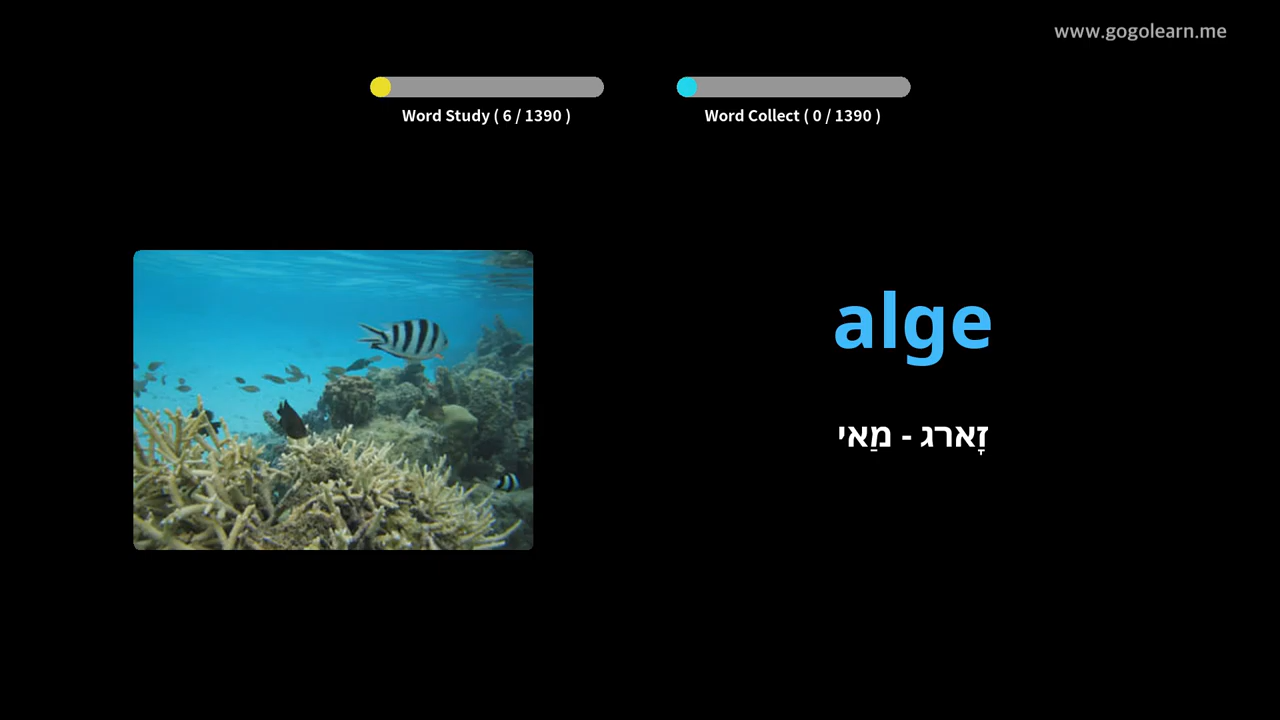 www.gogolearn.me
Word Study ( 6 / 1390 )
Word Collect ( 0 / 1390 )
alge
זָארג - מַאי